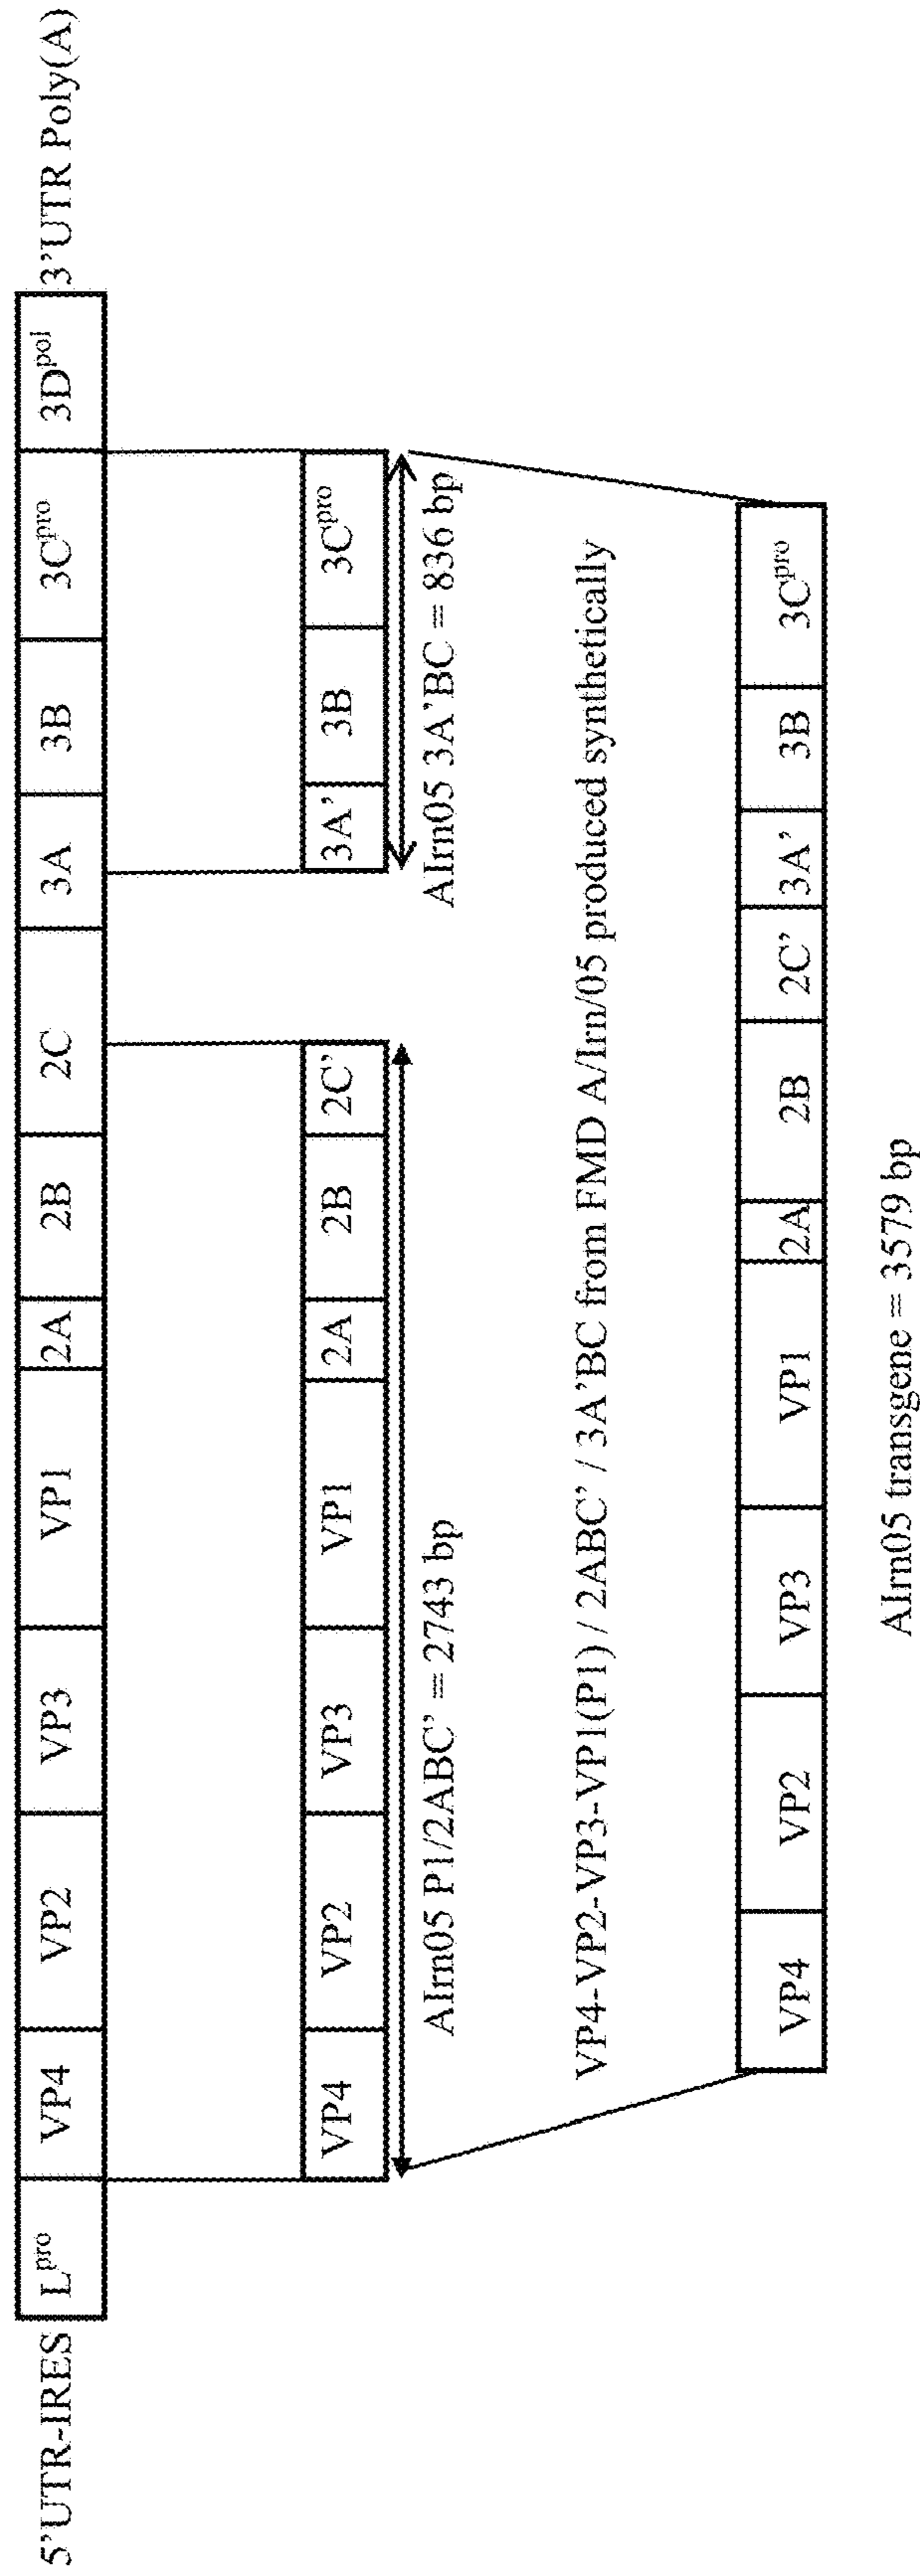 5'UTR-IRES L^pro VP4 VP2 VP3 VP1 2A 2B 2C 3A 3B 3C^pro 3D^pol 3'UTR Poly(A)
VP4 VP2 VP3 VP1 2A 2B 2C' 3A' 3B 3C^pro
AIrn05 P1/2ABC' = 2743 bp AIrn05 3A'BC = 836 bp
VP4-VP2-VP3-VP1(P1) / 2ABC' / 3A'BC from FMD A/Irn/05 produced synthetically
VP4 VP2 VP3 VP1 2A 2B 2C' 3A' 3B 3C^pro
AIrn05 transgene = 3579 bp